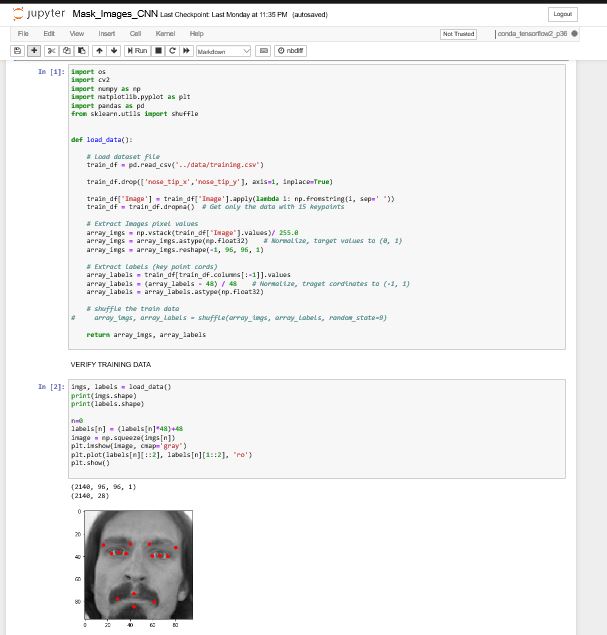 jupyter Mask_Images_CNN Last Checkpoint: Last Monday at 11:35 PM (autosaved)
Logout
File Edit View Insert Cell Kernel Help
Not Trusted
conda_tensorflow2_p36
Run
Markdown
nbdiff
In [1]:
import os
import cv2
import numpy as np
import matplotlib.pyplot as plt
import pandas as pd
from sklearn.utils import shuffle
def load_data():
# Load dataset file
train_df = pd.read_csv('../data/training.csv')
train_df.drop(['nose_tip_x','nose_tip_y'], axis=1, inplace=True)
train_df['Image'] = train_df['Image'].apply(lambda i: np.fromstring(i, sep=' '))
train_df = train_df.dropna() # Get only the data with 15 keypoints
# Extract Images pixel values
array_imgs = np.vstack(train_df['Image'].values)/ 255.0
array_imgs = array_imgs.astype(np.float32) # Normalize, target values to (0, 1)
array_imgs = array_imgs.reshape(-1, 96, 96, 1)
# Extract labels (key point cords)
array_labels = train_df[train_df.columns[:-1]].values
array_labels = (array_labels - 48) / 48 # Normalize, traget cordinates to (-1, 1)
array_labels = array_labels.astype(np.float32)
# shuffle the train data
# array_imgs, array_labels = shuffle(array_imgs, array_labels, random_state=9)
return array_imgs, array_labels
VERIFY TRAINING DATA
In [2]:
imgs, labels = load_data()
print(imgs.shape)
print(labels.shape)
n=0
labels[n] = (labels[n]*48)+48
image = np.squeeze(imgs[n])
plt.imshow(image, cmap='gray')
plt.plot(labels[n][::2], labels[n][1::2], 'ro')
plt.show()
(2140, 96, 96, 1)
(2140, 28)
0
20
40
60
80
0 20 40 60 80